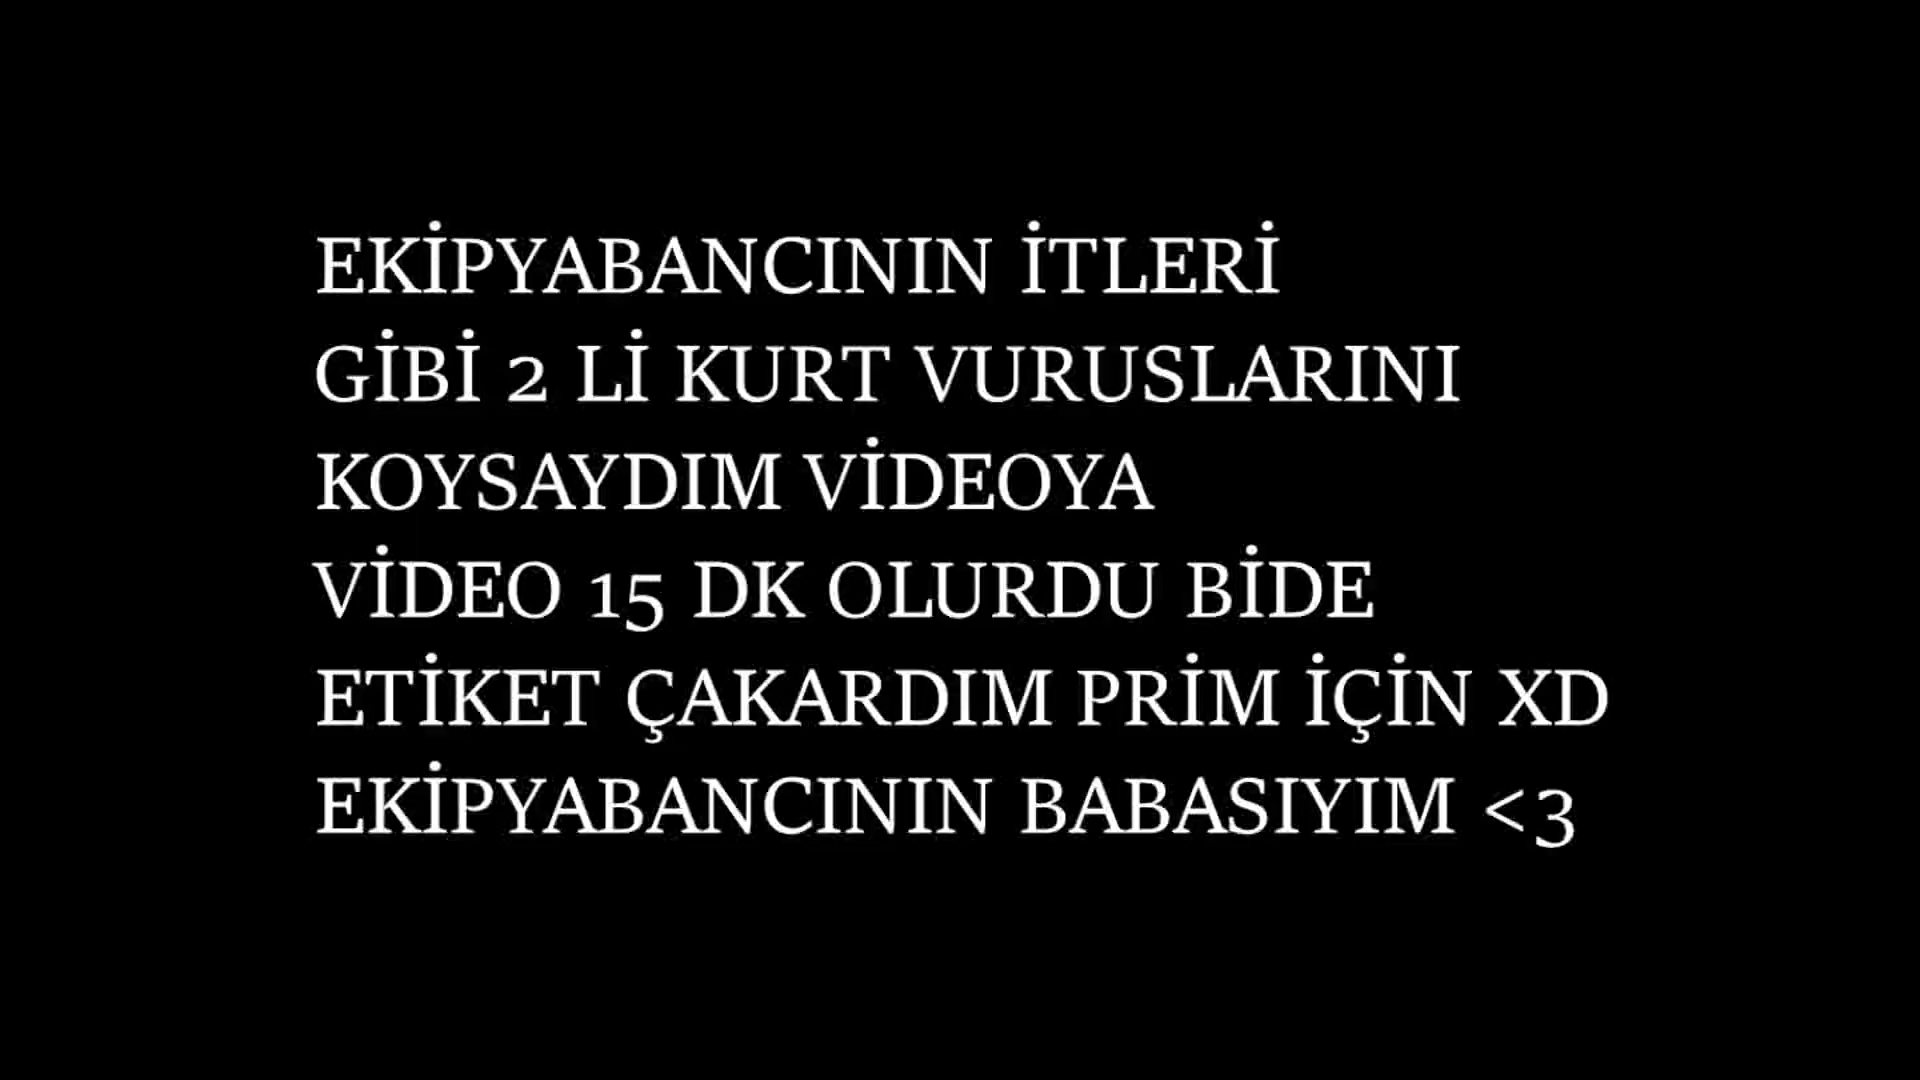 EKİPYABANCININ İTLERİ
GİBİ 2 Lİ KURT VURUSLARINI
KOYSAYDIM VİDEOYA
VİDEO 15 DK OLURDU BİDE
ETİKET ÇAKARDIM PRİM İÇİN XD
EKİPYABANCININ BABASIYIM <3